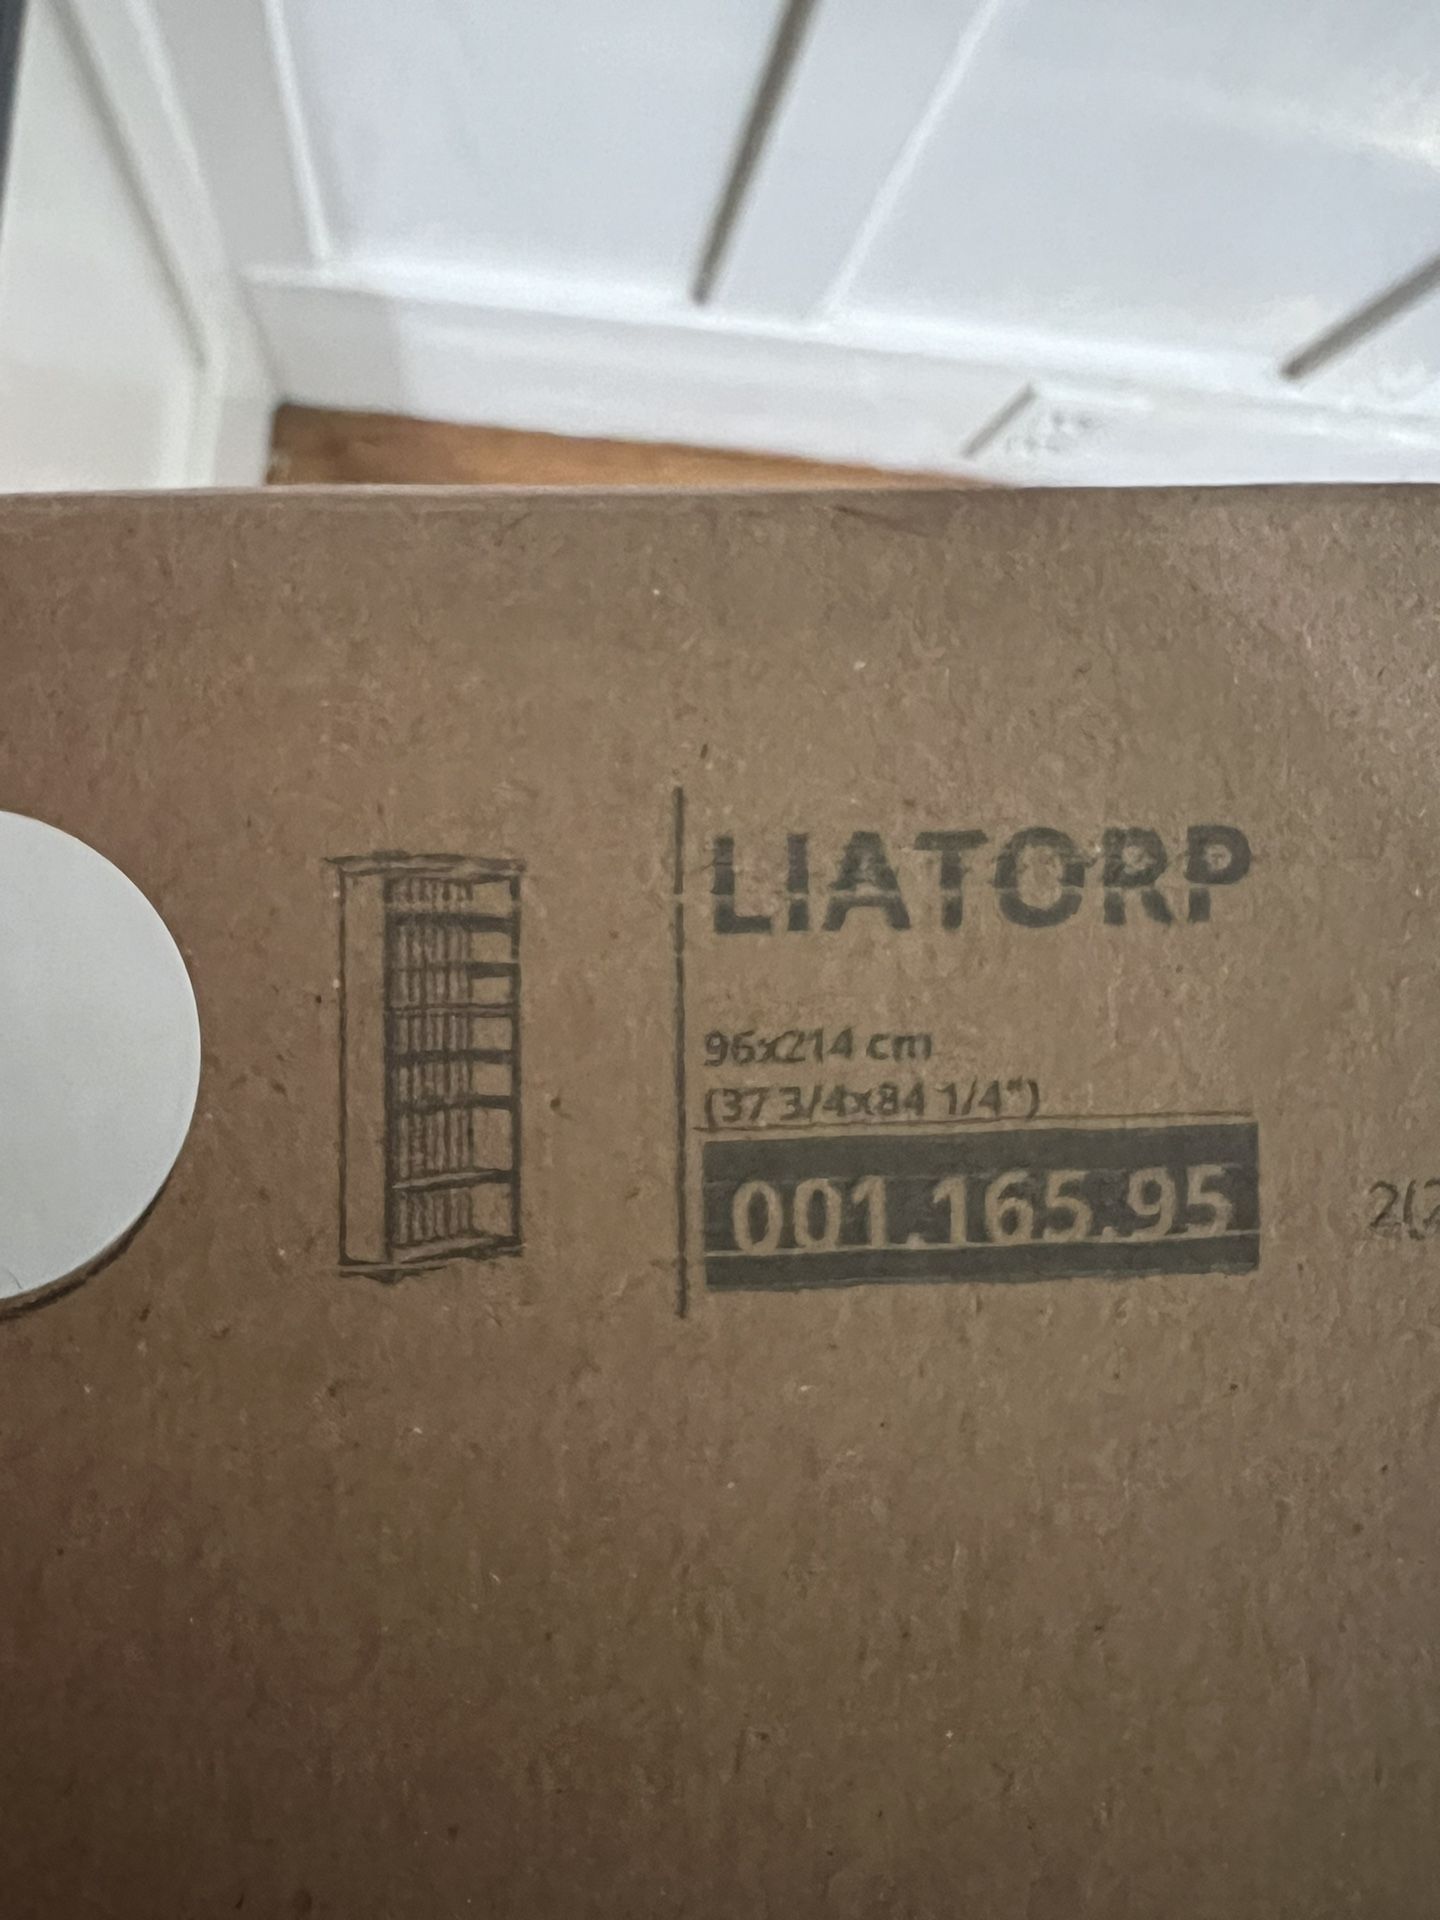 LIATORP
96x214 cm
(37 3/4x84 1/4")
001.165.95